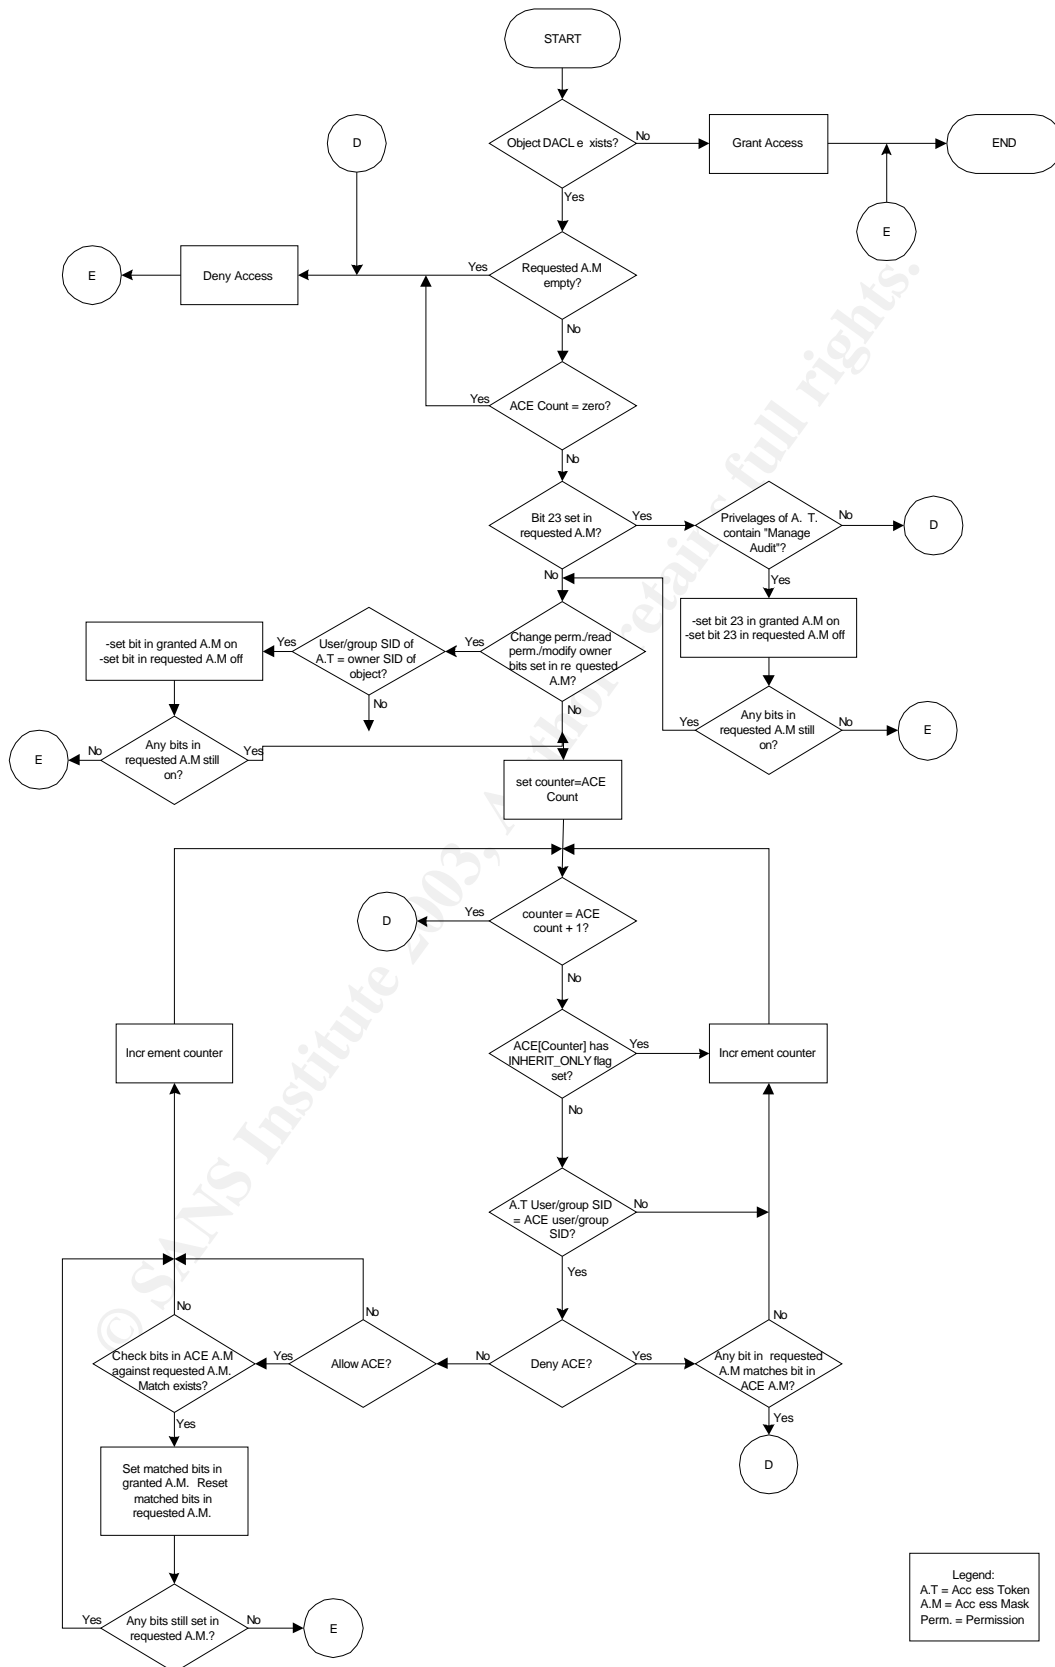 START
Object DACL e xists?
No
Grant Access
END
D
E
Yes
Requested A.M
empty?
Yes
Deny Access
E
No
ACE Count = zero?
Yes
No
Bit 23 set in
requested A.M?
Yes
Privelages of A. T.
contain "Manage
Audit"?
No
D
No
Yes
-set bit 23 in granted A.M on
-set bit 23 in requested A.M off
Change perm./read
perm./modify owner
bits set in re quested
A.M?
Yes
User/group SID of
A.T = owner SID of
object?
Yes
-set bit in granted A.M on
-set bit in requested A.M off
No
No
Any bits in
requested A.M still
on?
Yes
No
E
Any bits in
requested A.M still
on?
No
Yes
E
set counter=ACE
Count
counter = ACE
count + 1?
Yes
D
No
ACE[Counter] has
INHERIT_ONLY flag
set?
Yes
Incr ement counter
Incr ement counter
No
A.T User/group SID
= ACE user/group
SID?
No
Yes
Deny ACE?
No
Yes
Allow ACE?
No
Yes
Check bits in ACE A.M
against requested A.M.
Match exists?
No
Yes
Any bit in requested
A.M matches bit in
ACE A.M?
No
Yes
D
Set matched bits in
granted A.M. Reset
matched bits in
requested A.M.
Any bits still set in
requested A.M.?
Yes
No
E
Legend:
A.T = Acc ess Token
A.M = Acc ess Mask
Perm. = Permission
© SANS Institute 2003, Author retains full rights.